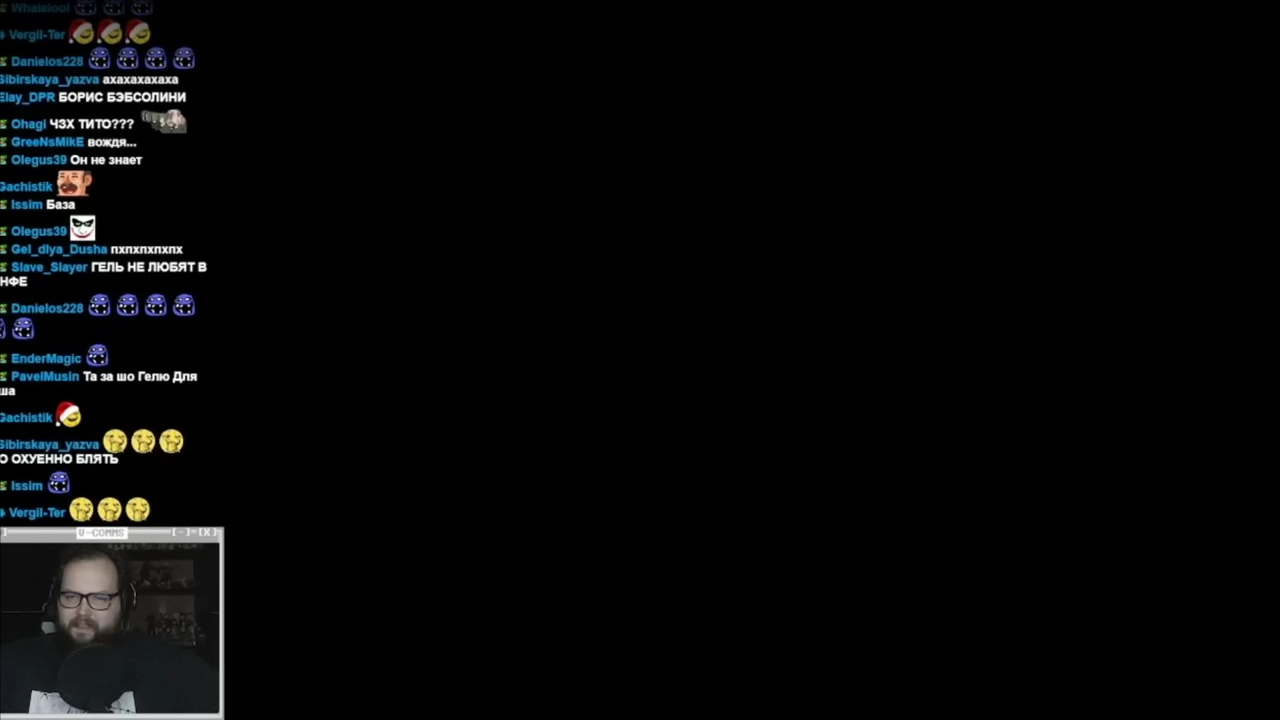 Whalelool
Vergil-Ter
Danielos228
Sibirskaya_yazva ахахахахаха
Elay_DPR БОРИС БЭБСОЛИНИ
Ohagi ЧЗХ ТИТО???
GreeNsMikE вождя...
Olegus39 Он не знает
Gachistik
Issim База
Olegus39
Gel_dlya_Dusha пхпхпхпхпх
Slave_Slayer ГЕЛЬ НЕ ЛЮБЯТ В
НФЕ
Danielos228
EnderMagic
PavelMusin Та за шо Гелю Для
ша
Gachistik
Sibirskaya_yazva
О ОХУЕННО БЛЯТЬ
Issim
Vergil-Ter
V-COMMS [-]-[X]